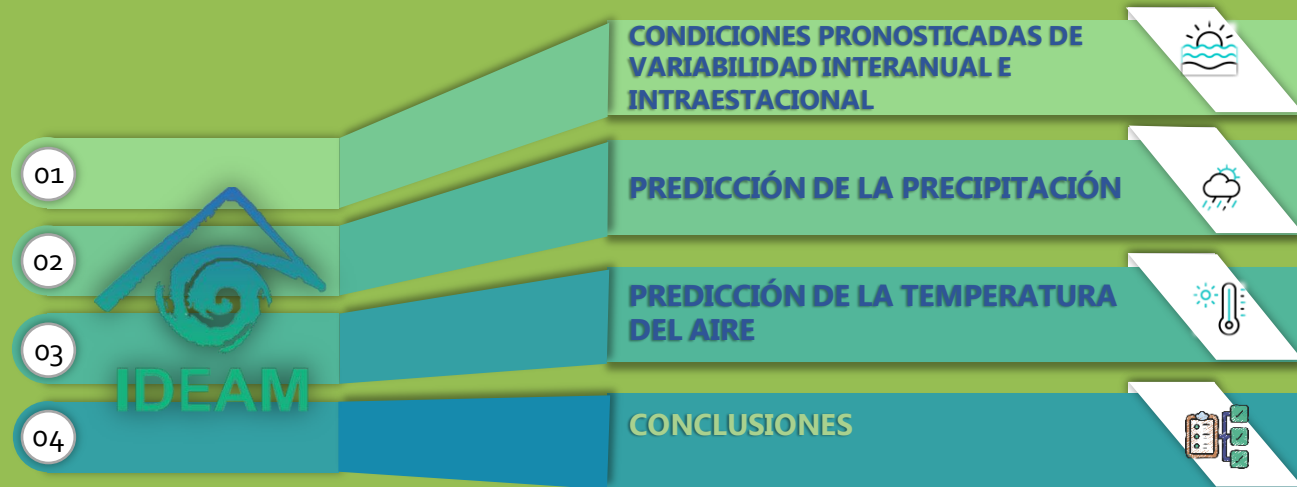 01
CONDICIONES PRONOSTICADAS DE
VARIABILIDAD INTERANUAL E
INTRAESTACIONAL
02
PREDICCIÓN DE LA PRECIPITACIÓN
03
PREDICCIÓN DE LA TEMPERATURA
DEL AIRE
04
CONCLUSIONES
IDEAM